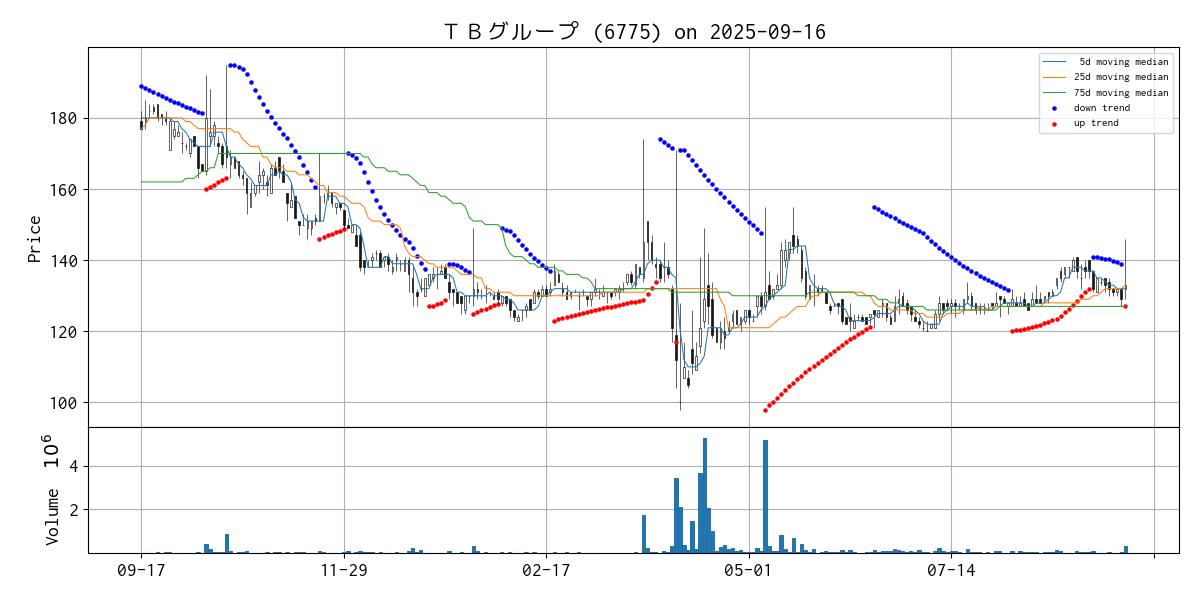 ＴＢグループ (6775) on 2025-09-16
5d moving median
25d moving median
75d moving median
down trend
up trend
Price
180
160
140
120
100
Volume 10^6
4
2
09-17
11-29
02-17
05-01
07-14